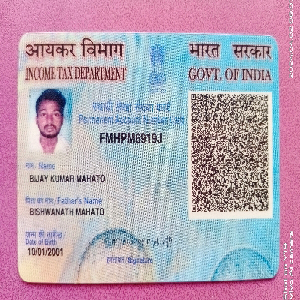 आयकर विभाग
INCOME TAX DEPARTMENT
भारत सरकार
GOVT. OF INDIA
Permanent Account Number Card
FMHPM8919J
नाम / Name
BIJAY KUMAR MAHATO
पिता का नाम / Father's Name
BISHWANATH MAHATO
Date of Birth
10/01/2001
हस्ताक्षर / Signature